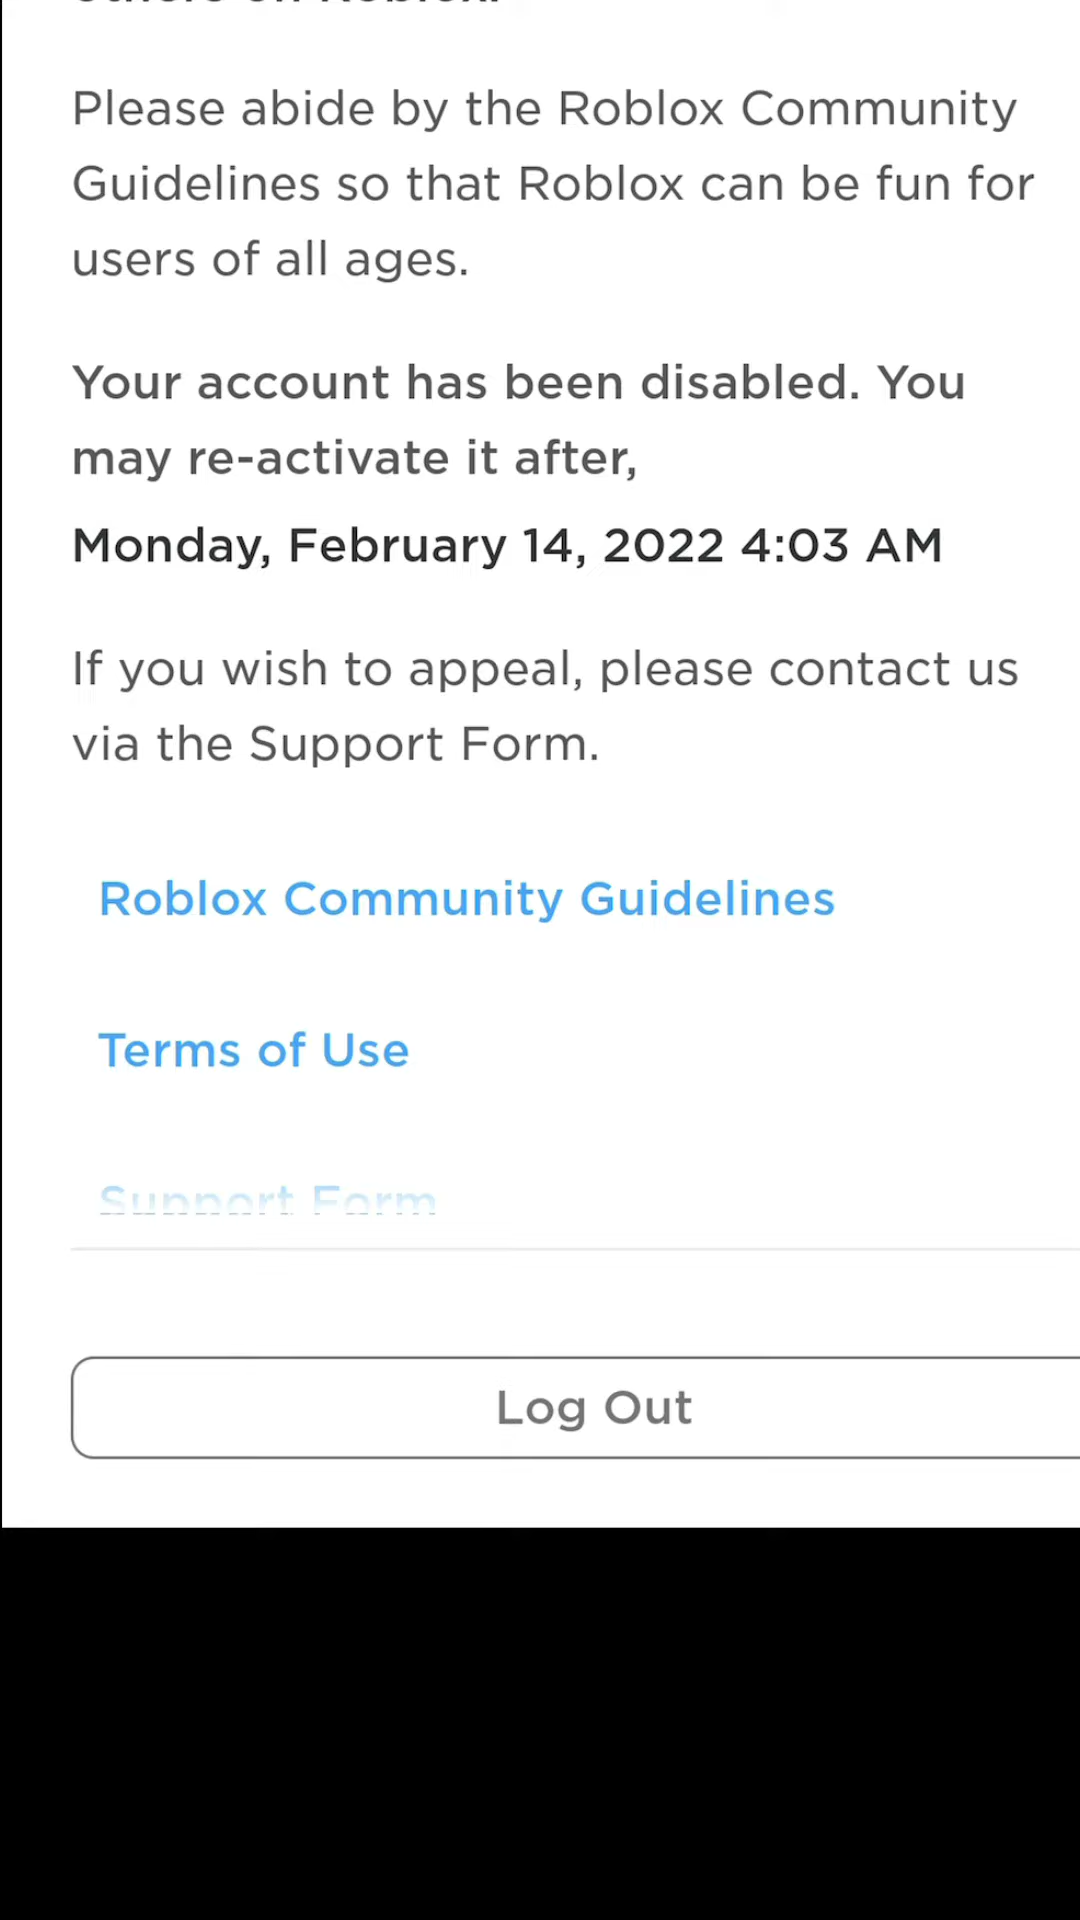 others on Roblox.
Please abide by the Roblox Community
Guidelines so that Roblox can be fun for
users of all ages.
Your account has been disabled. You
may re-activate it after,
Monday, February 14, 2022 4:03 AM
If you wish to appeal, please contact us
via the Support Form.
Roblox Community Guidelines
Terms of Use
Support Form
Log Out